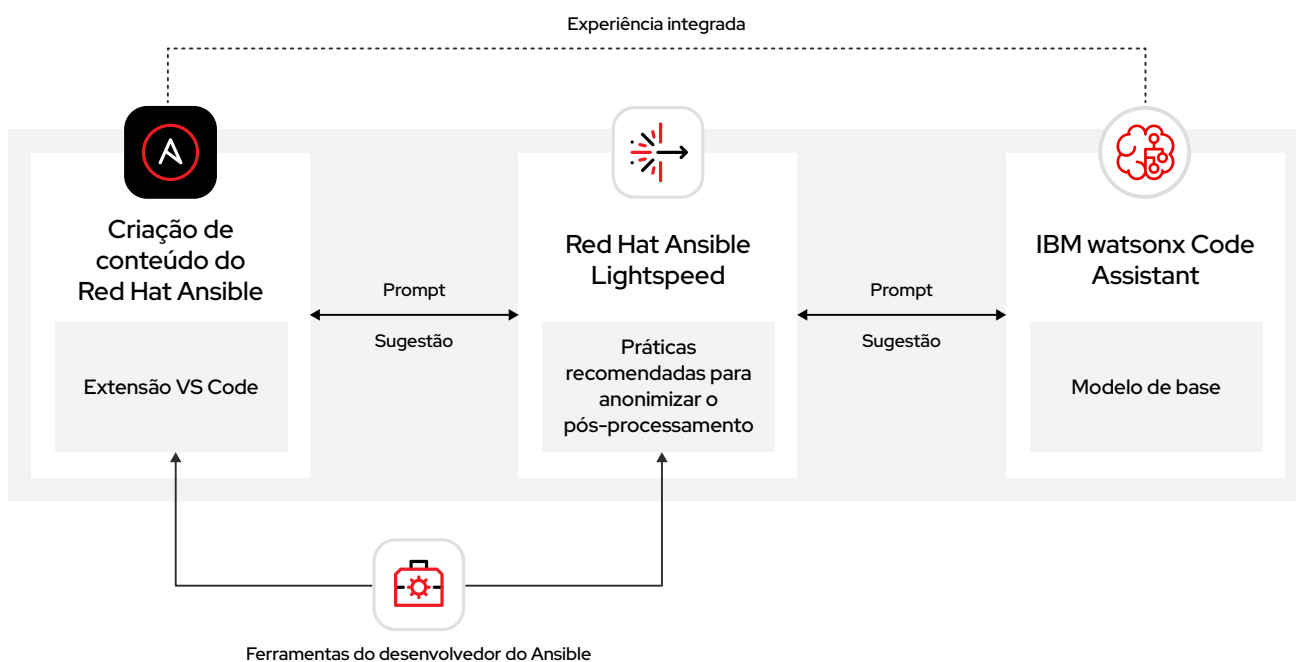 Experiência integrada
Criação de
conteúdo do
Red Hat Ansible
Extensão VS Code
Prompt
Sugestão
Red Hat Ansible
Lightspeed
Práticas
recomendadas para
anonimizar o
pós-processamento
Prompt
Sugestão
IBM watsonx Code
Assistant
Modelo de base
Ferramentas do desenvolvedor do Ansible